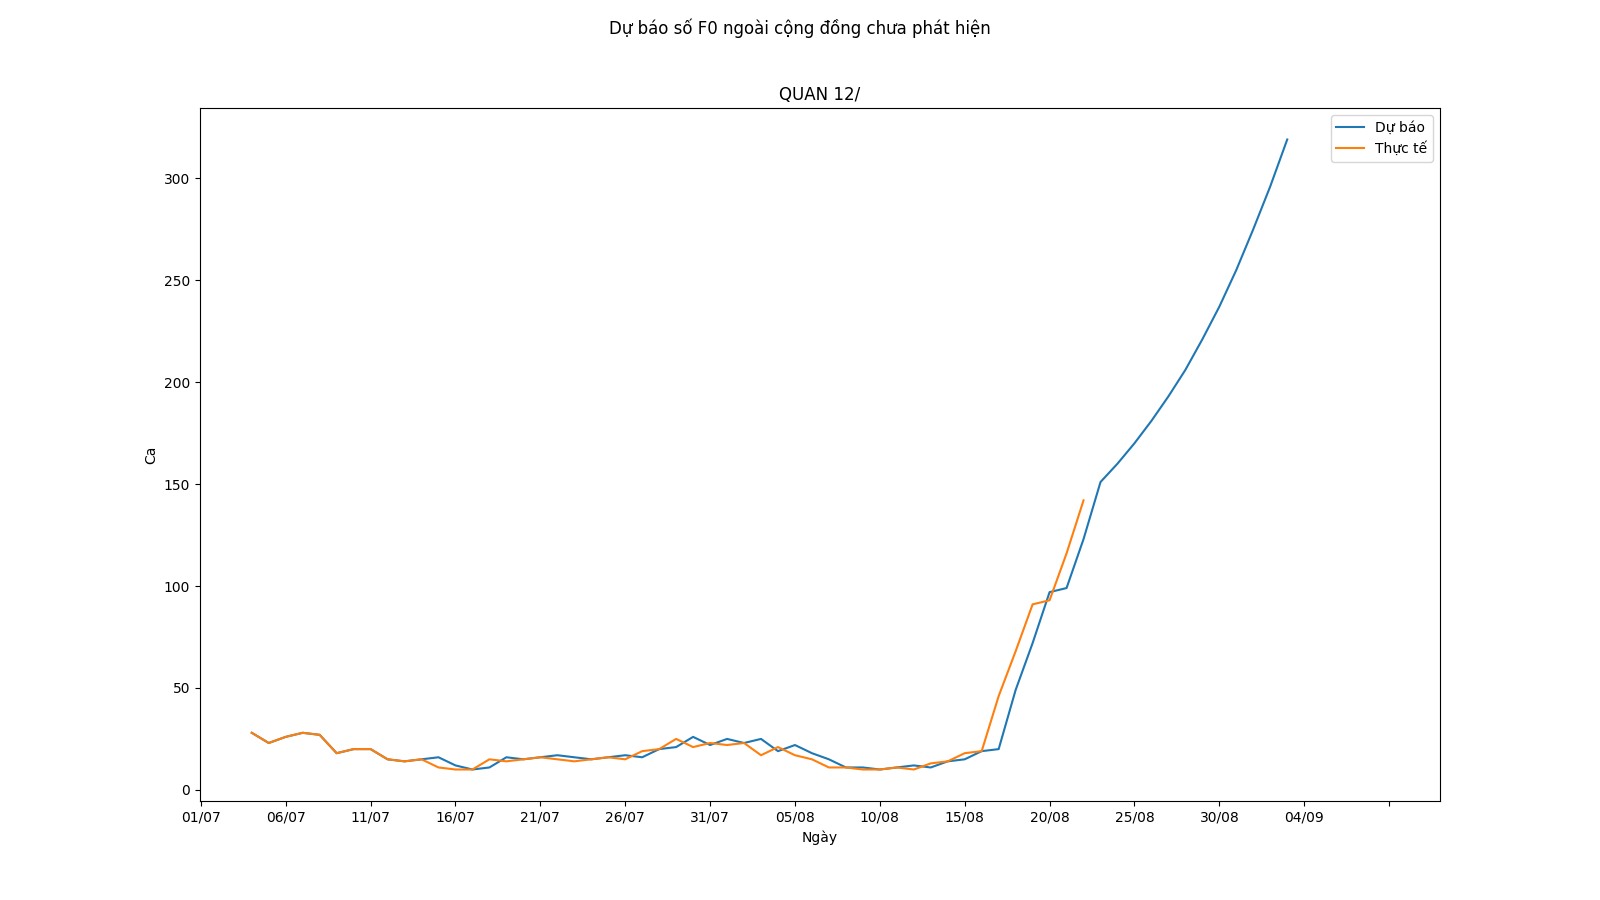 Dự báo số F0 ngoài cộng đồng chưa phát hiện
QUAN 12/
Dự báo
Thực tế
300
250
200
150
100
50
0
Ca
01/07 06/07 11/07 16/07 21/07 26/07 31/07 05/08 10/08 15/08 20/08 25/08 30/08 04/09
Ngày